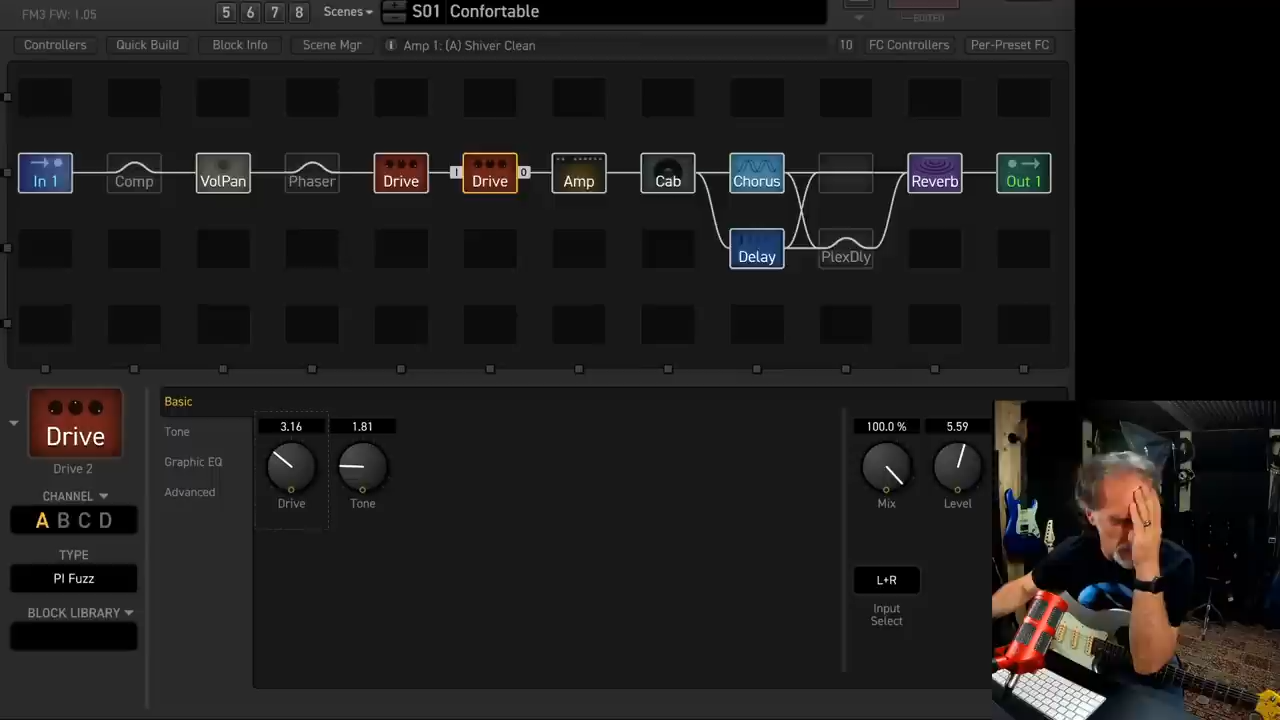 FM3 FW: 1.05
5 6 7 8 Scenes S01 Confortable
EDITED
Controllers Quick Build Block Info Scene Mgr Amp 1: (A) Shiver Clean 10 FC Controllers Per-Preset FC
In 1 Comp VolPan Phaser Drive I Drive O Amp Cab Chorus Reverb Out 1
Delay PlexDly
Drive
Drive 2
CHANNEL
A B C D
TYPE
PI Fuzz
BLOCK LIBRARY
Basic
Tone
Graphic EQ
Advanced
3.16 1.81
Drive Tone
100.0 % 5.59
Mix Level
L+R
Input
Select